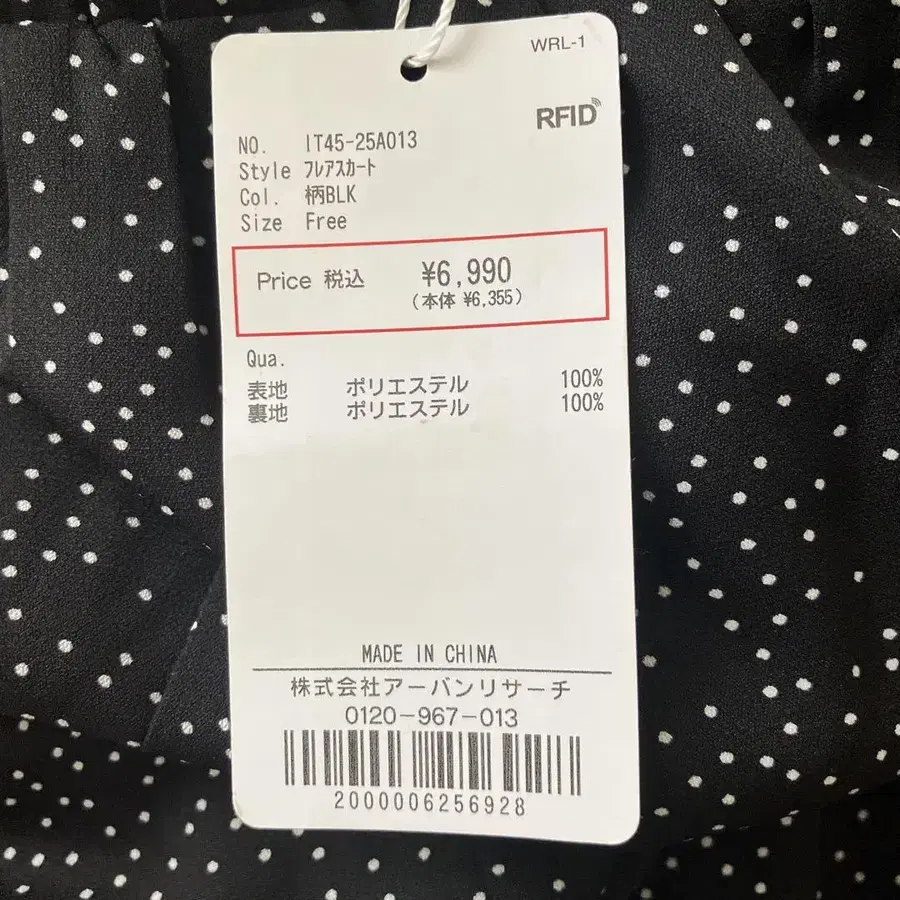 WRL-1
RFID
NO. IT45-25A013
Style フレアスカート
Col. 柄BLK
Size Free
Price 税込 ¥6,990
(本体 ¥6,355)
Qua.
表地 ポリエステル 100%
裏地 ポリエステル 100%
MADE IN CHINA
株式会社アーバンリサーチ
0120-967-013
2000006256928